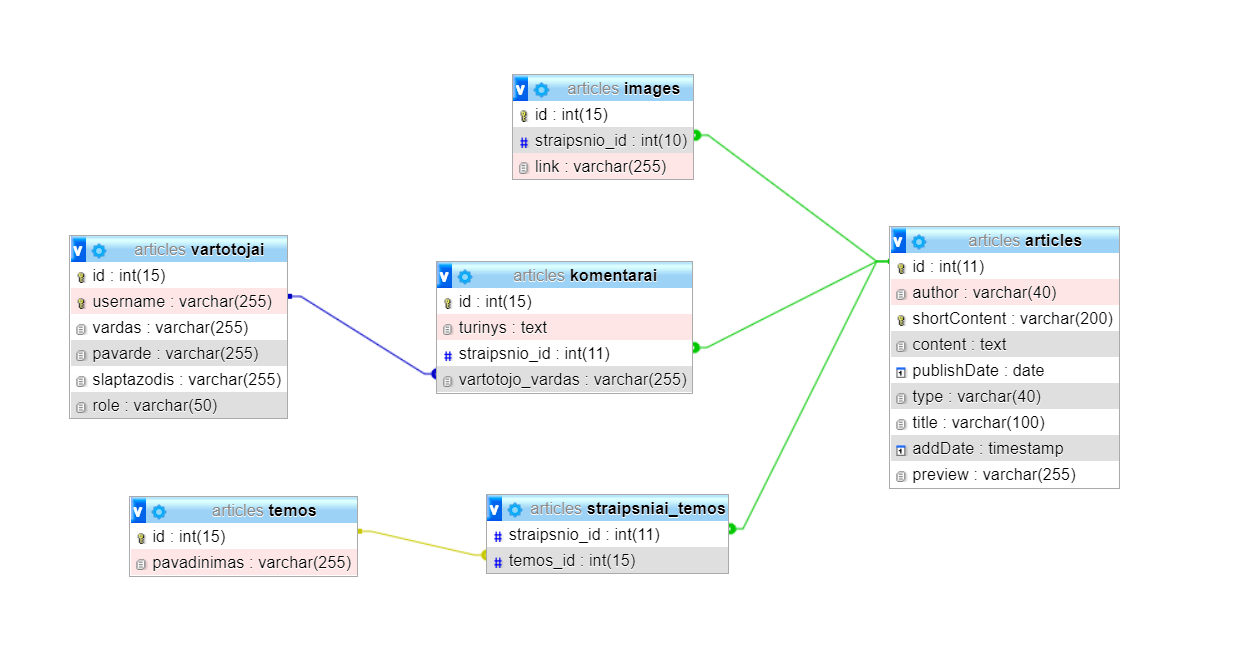 articles images
id : int(15)
straipsnio_id : int(10)
link : varchar(255)
articles vartotojai
id : int(15)
username : varchar(255)
vardas : varchar(255)
pavarde : varchar(255)
slaptazodis : varchar(255)
role : varchar(50)
articles komentarai
id : int(15)
turinys : text
straipsnio_id : int(11)
vartotojo_vardas : varchar(255)
articles articles
id : int(11)
author : varchar(40)
shortContent : varchar(200)
content : text
publishDate : date
type : varchar(40)
title : varchar(100)
addDate : timestamp
preview : varchar(255)
articles temos
id : int(15)
pavadinimas : varchar(255)
articles straipsniai_temos
straipsnio_id : int(11)
temos_id : int(15)